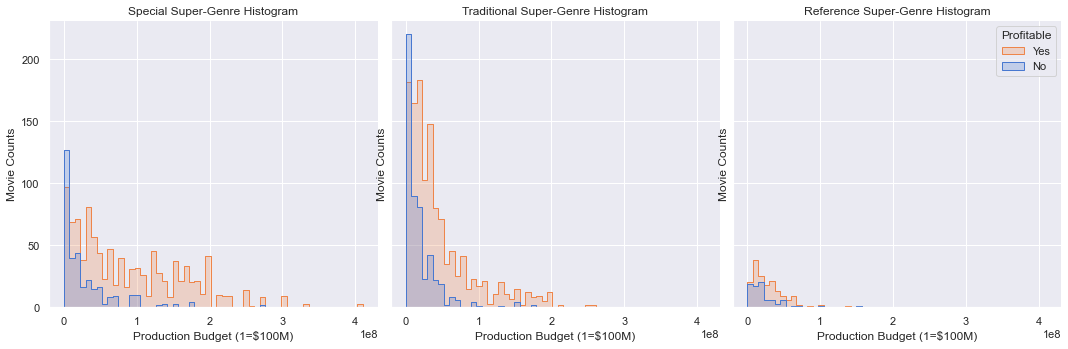 Special Super-Genre Histogram
Traditional Super-Genre Histogram
Reference Super-Genre Histogram
Movie Counts
0
50
100
150
200
0
1
2
3
4
1e8
Production Budget (1=$100M)
Movie Counts
0
1
2
3
4
1e8
Production Budget (1=$100M)
Movie Counts
Profitable
Yes
No
0
1
2
3
4
1e8
Production Budget (1=$100M)